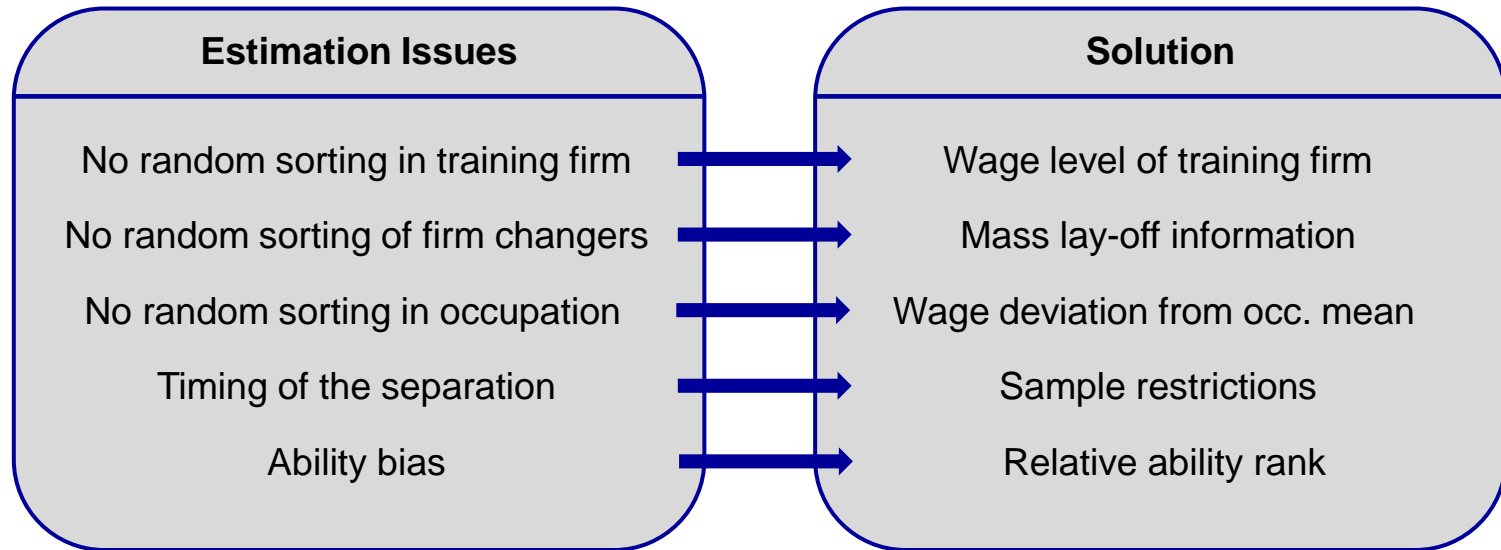 Estimation Issues
No random sorting in training firm
No random sorting of firm changers
No random sorting in occupation
Timing of the separation
Ability bias
Solution
Wage level of training firm
Mass lay-off information
Wage deviation from occ. mean
Sample restrictions
Relative ability rank